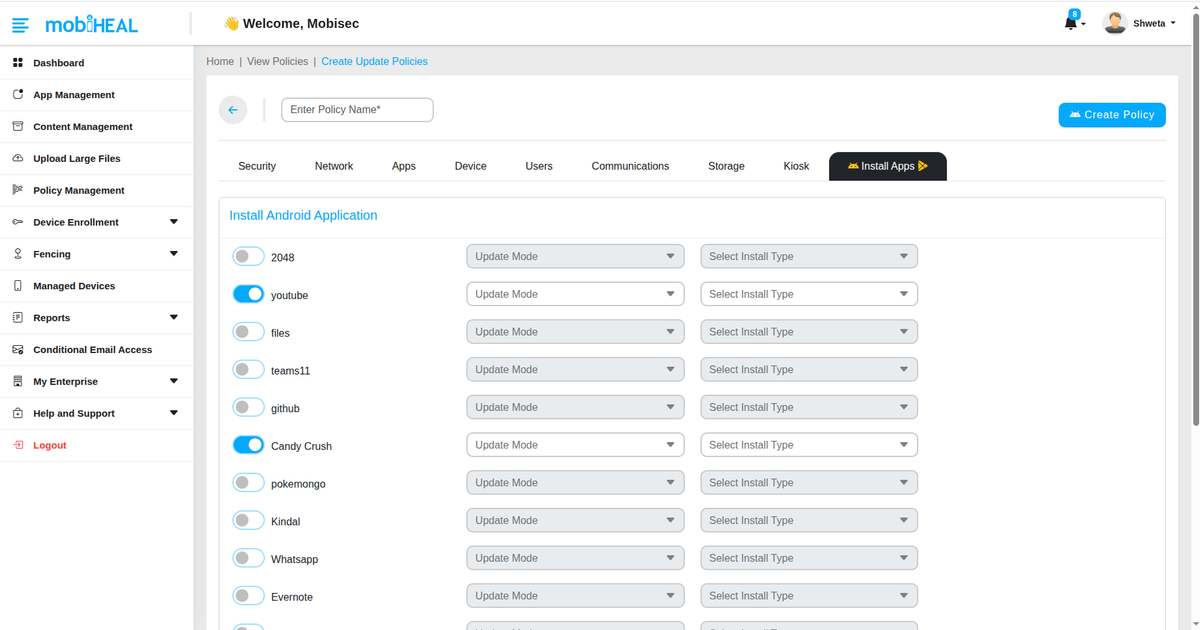 mobiHEAL
👋 Welcome, Mobisec
8
Shweta
Dashboard
App Management
Content Management
Upload Large Files
Policy Management
Device Enrollment
Fencing
Managed Devices
Reports
Conditional Email Access
My Enterprise
Help and Support
Logout
Home | View Policies | Create Update Policies
Enter Policy Name*
Create Policy
Security Network Apps Device Users Communications Storage Kiosk Install Apps
Install Android Application
2048 Update Mode Select Install Type
youtube Update Mode Select Install Type
files Update Mode Select Install Type
teams11 Update Mode Select Install Type
github Update Mode Select Install Type
Candy Crush Update Mode Select Install Type
pokemongo Update Mode Select Install Type
Kindal Update Mode Select Install Type
Whatsapp Update Mode Select Install Type
Evernote Update Mode Select Install Type